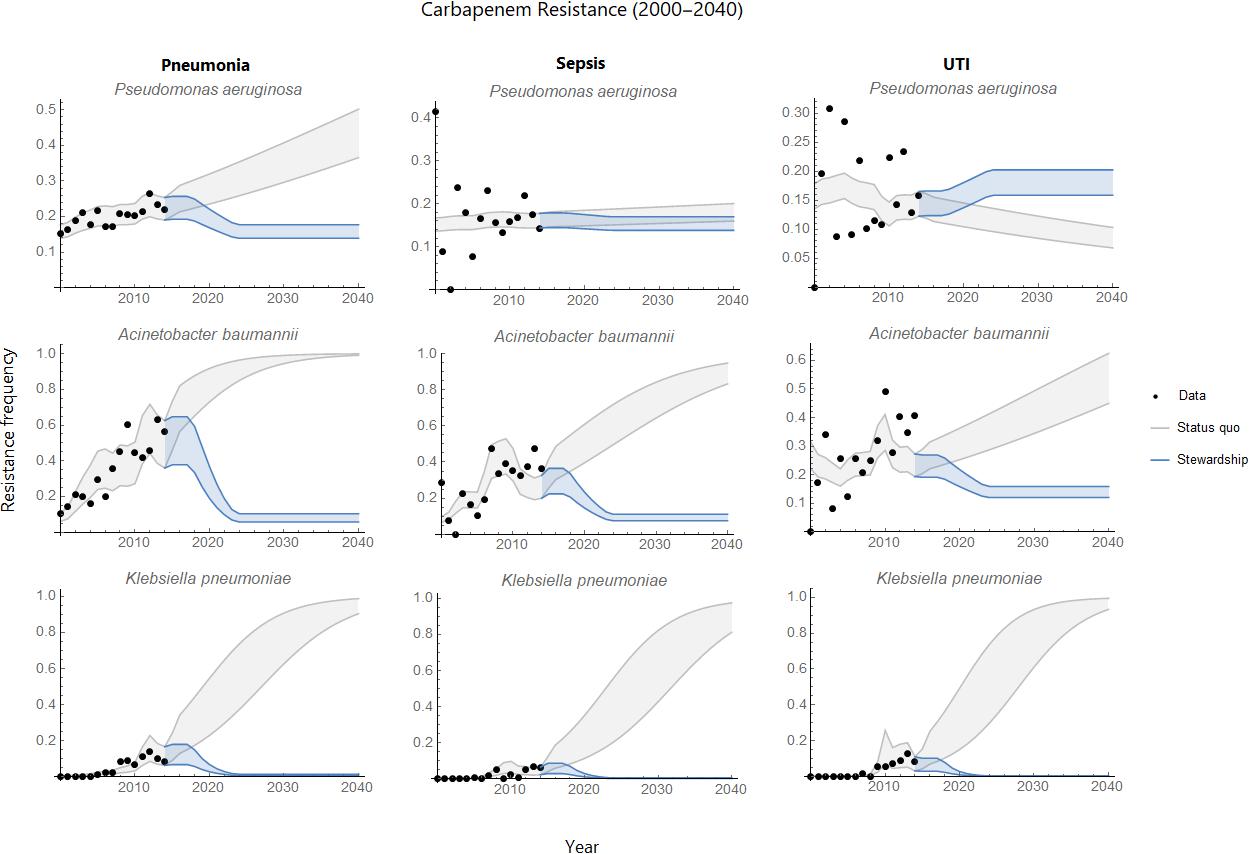 Carbapenem Resistance (2000–2040)
Pneumonia
Sepsis
UTI
Pseudomonas aeruginosa
Pseudomonas aeruginosa
Pseudomonas aeruginosa
0.5
0.4
0.3
0.2
0.1
2010 2020 2030 2040
0.4
0.3
0.2
0.1
2010 2020 2030 2040
0.30
0.25
0.20
0.15
0.10
0.05
2010 2020 2030 2040
Resistance frequency
Acinetobacter baumannii
Acinetobacter baumannii
Acinetobacter baumannii
1.0
0.8
0.6
0.4
0.2
2010 2020 2030 2040
1.0
0.8
0.6
0.4
0.2
2010 2020 2030 2040
0.6
0.5
0.4
0.3
0.2
0.1
2010 2020 2030 2040
Data
Status quo
Stewardship
Klebsiella pneumoniae
Klebsiella pneumoniae
Klebsiella pneumoniae
1.0
0.8
0.6
0.4
0.2
2010 2020 2030 2040
1.0
0.8
0.6
0.4
0.2
2010 2020 2030 2040
1.0
0.8
0.6
0.4
0.2
2010 2020 2030 2040
Year